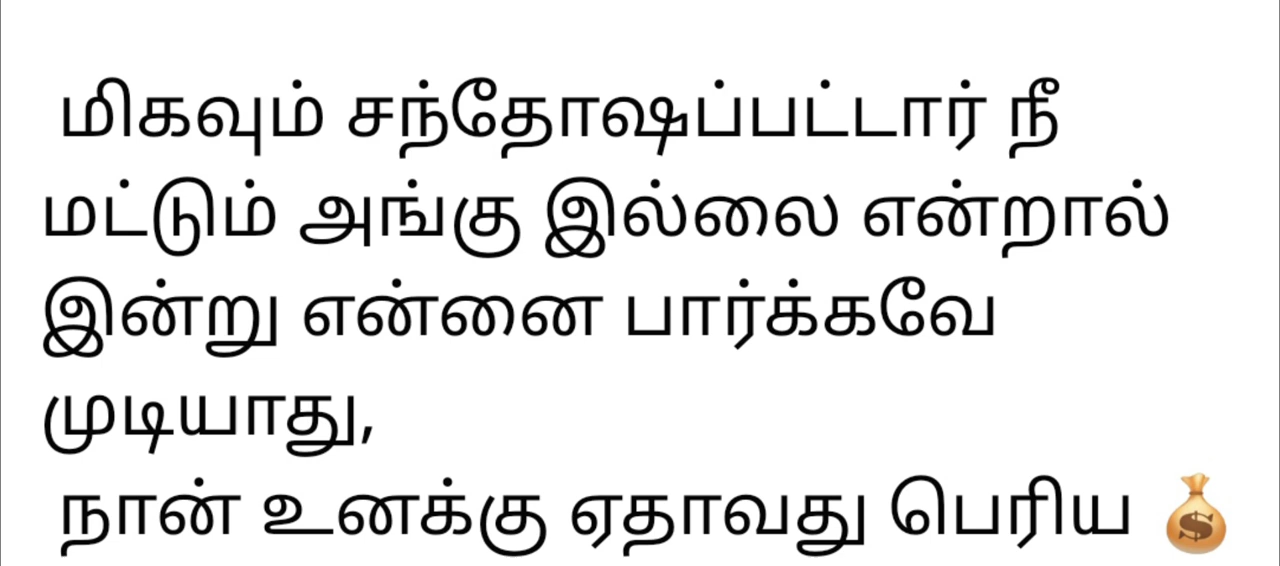 மிகவும் சந்தோஷப்பட்டார் நீ
மட்டும் அங்கு இல்லை என்றால்
இன்று என்னை பார்க்கவே
முடியாது,
நான் உனக்கு ஏதாவது பெரிய 💰